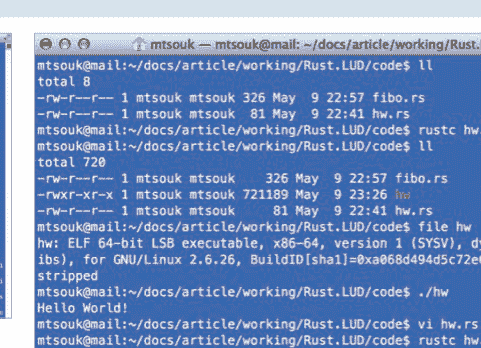 mtsouk — mtsouk@mail: ~/docs/article/working/Rust.
mtsouk@mail:~/docs/article/working/Rust.LUD/code$ ll
total 8
-rw-r--r-- 1 mtsouk mtsouk 326 May  9 22:57 fibo.rs
-rw-r--r-- 1 mtsouk mtsouk  81 May  9 22:41 hw.rs
mtsouk@mail:~/docs/article/working/Rust.LUD/code$ rustc hw.
mtsouk@mail:~/docs/article/working/Rust.LUD/code$ ll
total 720
-rw-r--r-- 1 mtsouk mtsouk    326 May  9 22:57 fibo.rs
-rwxr-xr-x 1 mtsouk mtsouk 721189 May  9 23:26 hw
-rw-r--r-- 1 mtsouk mtsouk     81 May  9 22:41 hw.rs
mtsouk@mail:~/docs/article/working/Rust.LUD/code$ file hw
hw: ELF 64-bit LSB executable, x86-64, version 1 (SYSV), dy
ibs), for GNU/Linux 2.6.26, BuildID[sha1]=0xa068d494d5c72e
stripped
mtsouk@mail:~/docs/article/working/Rust.LUD/code$ ./hw
Hello World!
mtsouk@mail:~/docs/article/working/Rust.LUD/code$ vi hw.rs
mtsouk@mail:~/docs/article/working/Rust.LUD/code$ rustc hw.